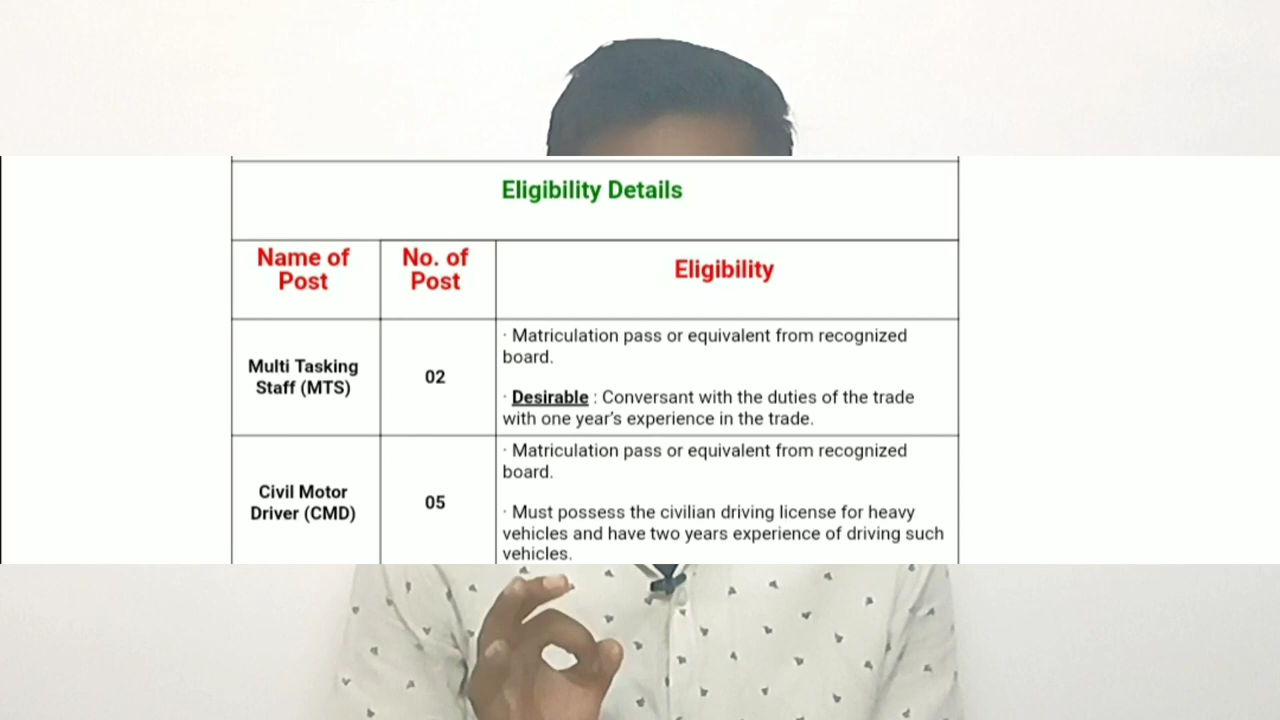 Eligibility Details
Name of
Post
No. of
Post
Eligibility
Multi Tasking
Staff (MTS)
02
· Matriculation pass or equivalent from recognized
board.
· Desirable : Conversant with the duties of the trade
with one year's experience in the trade.
Civil Motor
Driver (CMD)
05
· Matriculation pass or equivalent from recognized
board.
· Must possess the civilian driving license for heavy
vehicles and have two years experience of driving such
vehicles.